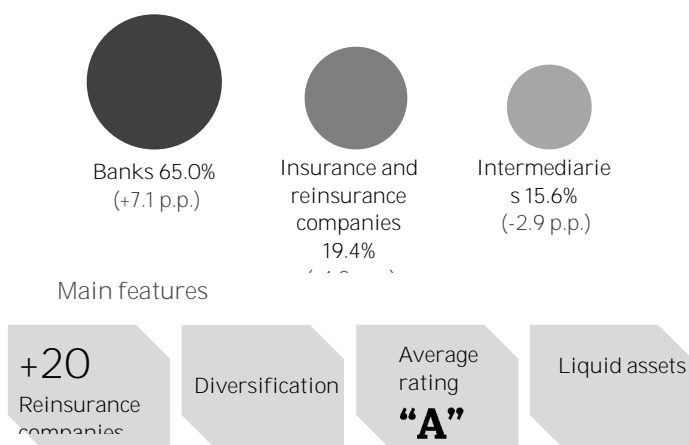 Banks 65.0%
(+7.1 p.p.)
Insurance and
reinsurance
companies
19.4%
Intermediarie
s 15.6%
(-2.9 p.p.)
Main features
+20
Reinsurance
companies
Diversification
Average
rating
“A”
Liquid assets